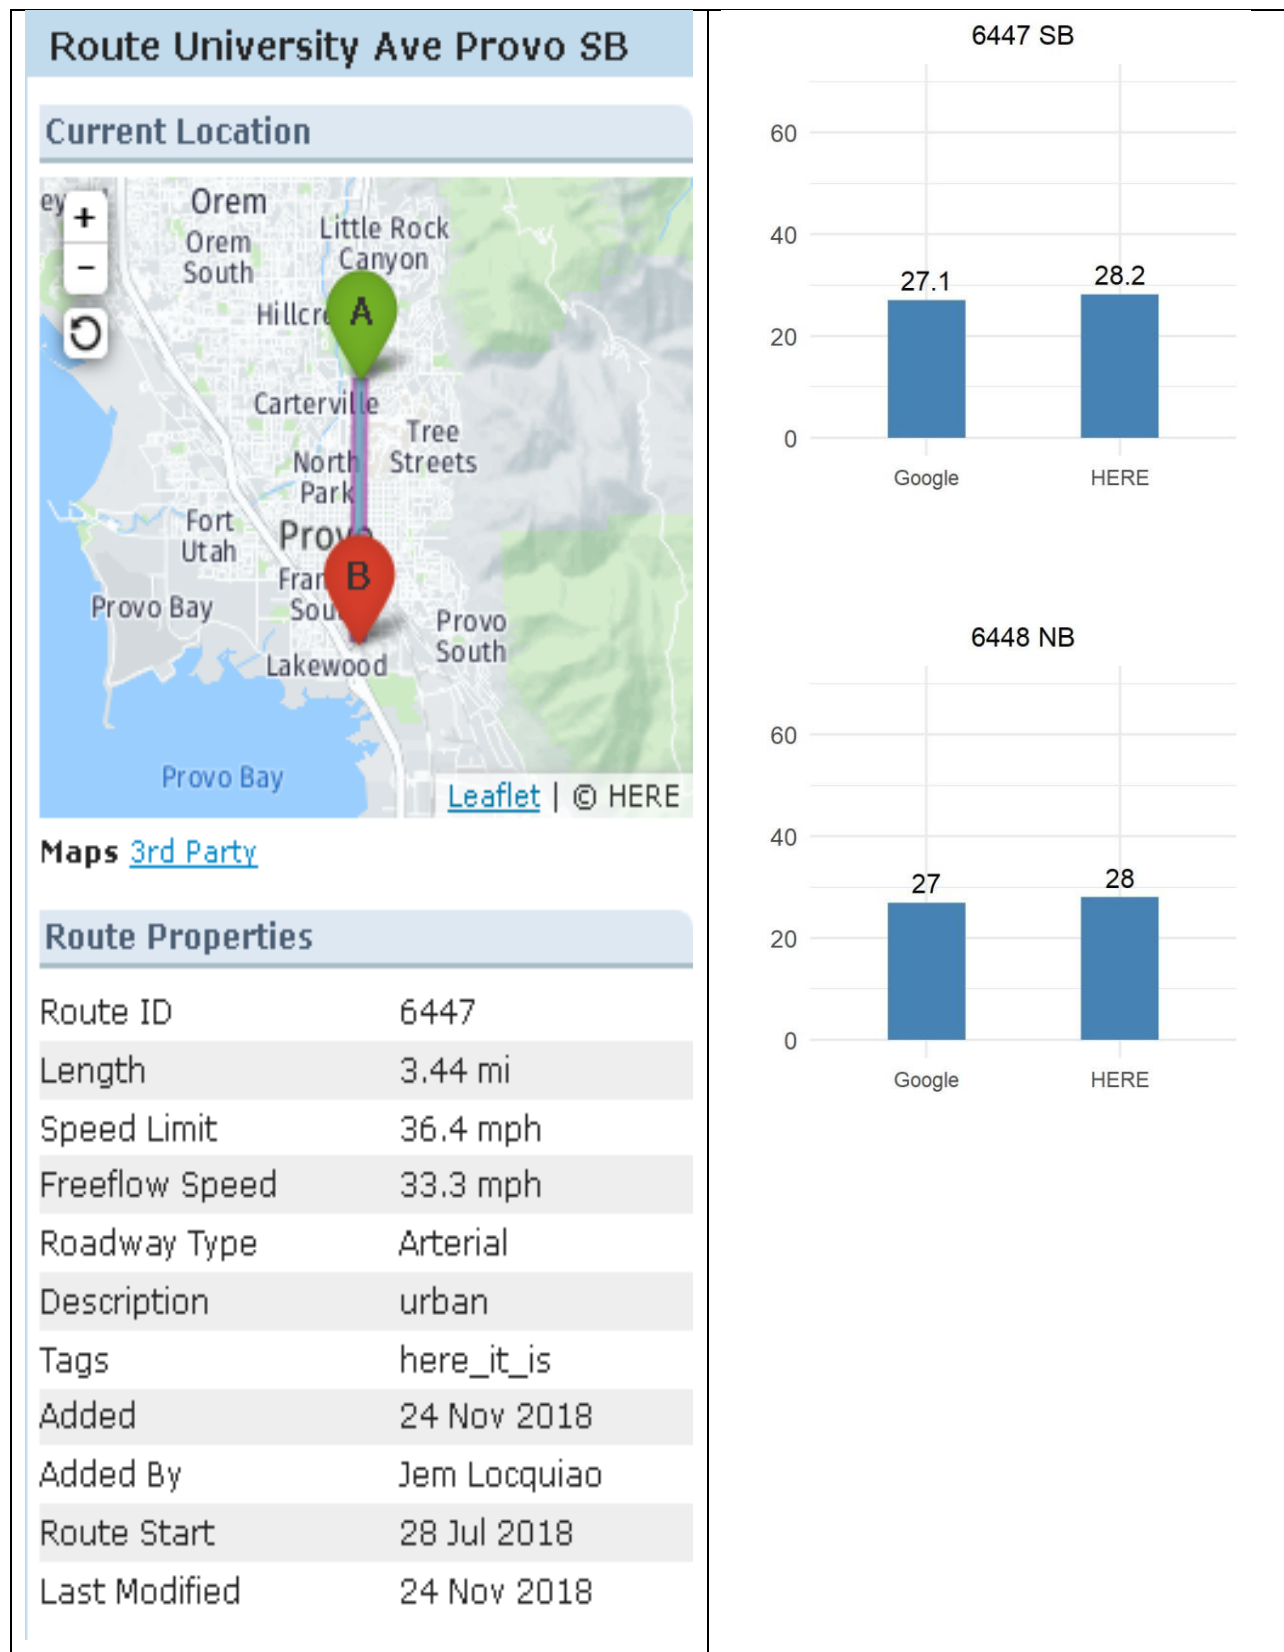 Route University Ave Provo SB
Current Location
ey
+
−
Orem
Orem
South
Little Rock
Canyon
Hillcre
A
Carterville
Tree
Streets
North
Park
Fort
Utah
Provo
B
Fran
Sou
Provo Bay
Provo
South
Lakewood
Provo Bay
Leaflet | © HERE
Maps 3rd Party
Route Properties
Route ID 6447
Length 3.44 mi
Speed Limit 36.4 mph
Freeflow Speed 33.3 mph
Roadway Type Arterial
Description urban
Tags here_it_is
Added 24 Nov 2018
Added By Jem Locquiao
Route Start 28 Jul 2018
Last Modified 24 Nov 2018
6447 SB
60
40
20
0
27.1
28.2
Google
HERE
6448 NB
60
40
20
0
27
28
Google
HERE